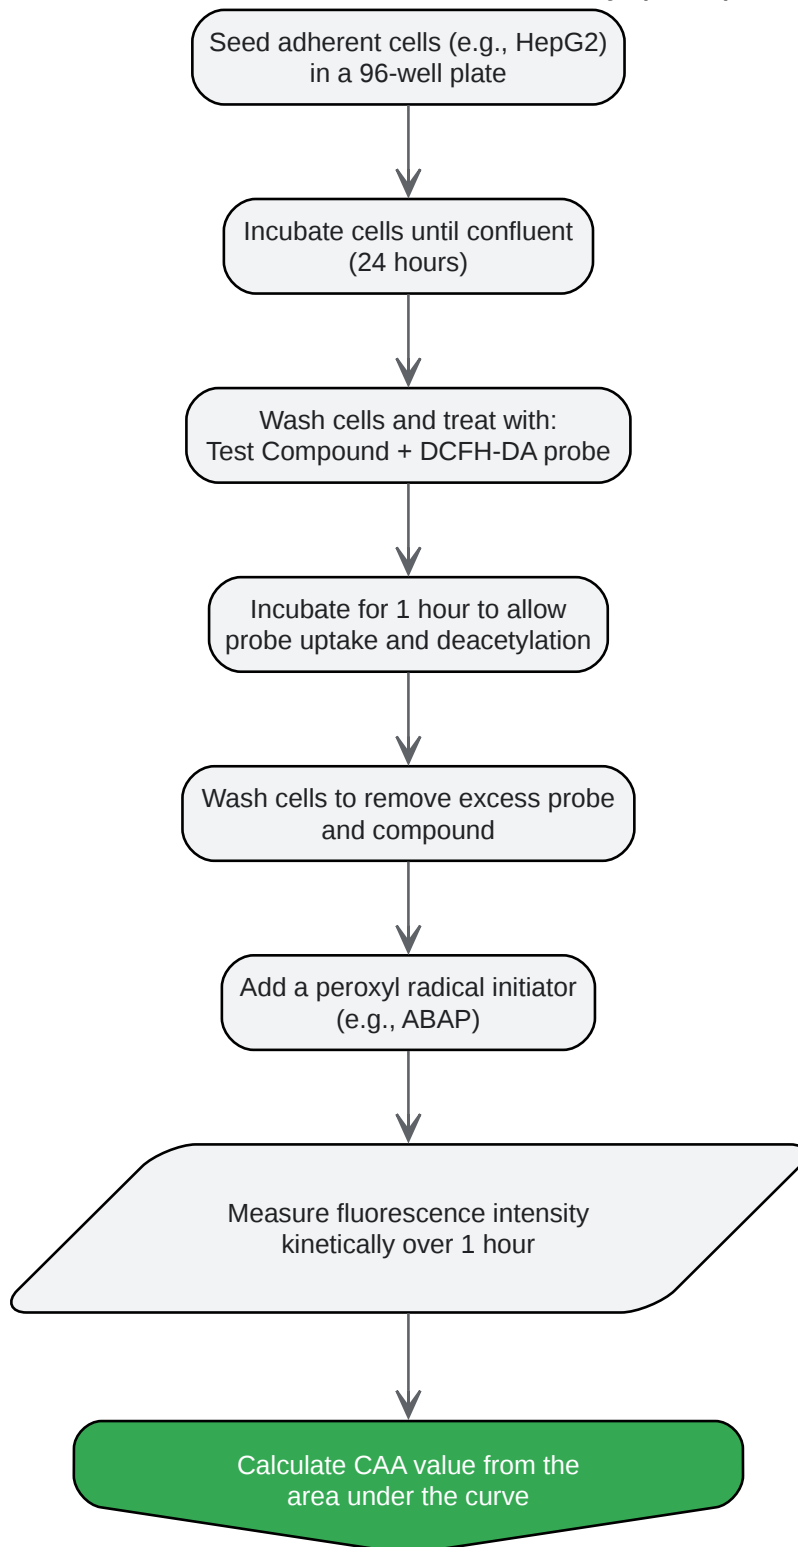 Seed adherent cells (e.g., HepG2)
in a 96-well plate
Incubate cells until confluent
(24 hours)
Wash cells and treat with:
Test Compound + DCFH-DA probe
Incubate for 1 hour to allow
probe uptake and deacetylation
Wash cells to remove excess probe
and compound
Add a peroxyl radical initiator
(e.g., ABAP)
Measure fluorescence intensity
kinetically over 1 hour
Calculate CAA value from the
area under the curve